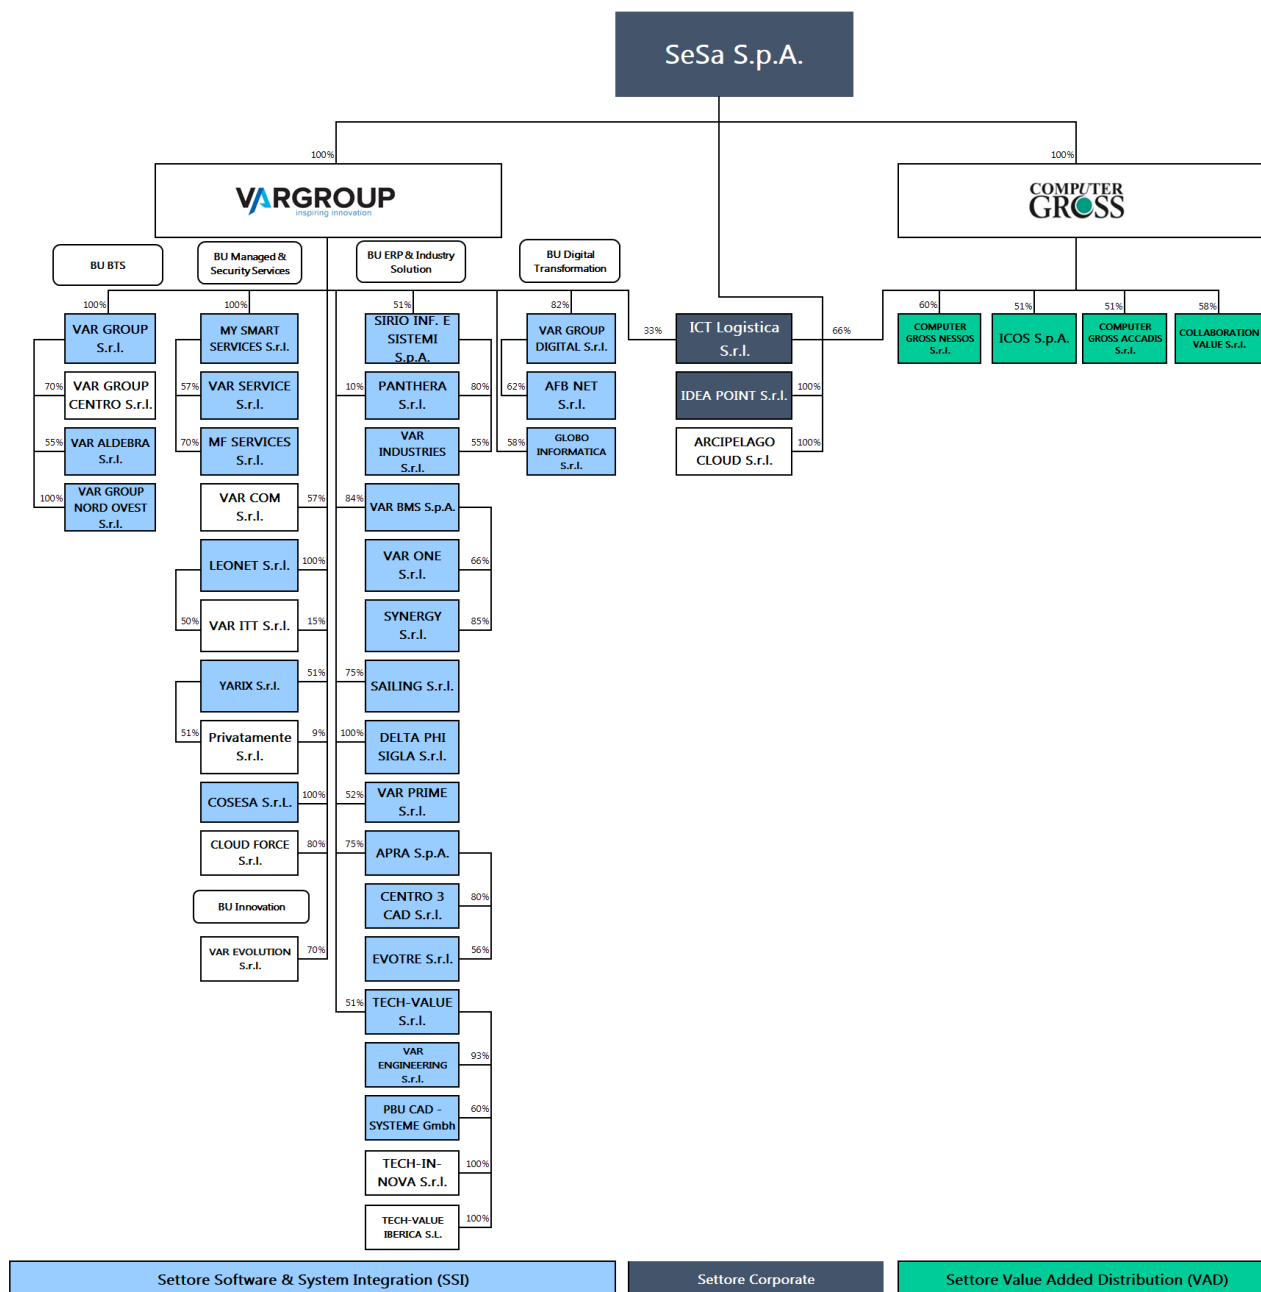 SeSa S.p.A.
100%
100%
VARGROUP
inspiring innovation
COMPUTER
GROSS
BU BTS
BU Managed &
Security Services
BU ERP & Industry
Solution
BU Digital
Transformation
100%
100%
51%
82%
60%
51%
51%
58%
VAR GROUP
S.r.l.
MY SMART
SERVICES S.r.l.
SIRIO INF. E
SISTEMI
S.p.A.
VAR GROUP
DIGITAL S.r.l.
33%
ICT Logistica
S.r.l.
66%
COMPUTER
GROSS NESSOS
S.r.l.
ICOS S.p.A.
COMPUTER
GROSS ACCADIS
S.r.l.
COLLABORATION
VALUE S.r.l.
70%
VAR GROUP
CENTRO S.r.l.
57%
VAR SERVICE
S.r.l.
10%
PANTHERA
S.r.l.
80%
62%
AFB NET
S.r.l.
IDEA POINT S.r.l.
100%
55%
VAR ALDEBRA
S.r.l.
70%
MF SERVICES
S.r.l.
VAR
INDUSTRIES
S.r.l.
55%
58%
GLOBO
INFORMATICA
S.r.l.
ARCIPELAGO
CLOUD S.r.l.
100%
100%
VAR GROUP
NORD OVEST
S.r.l.
VAR COM
S.r.l.
57%
84%
VAR BMS S.p.A.
LEONET S.r.l.
100%
VAR ONE
S.r.l.
66%
50%
VAR ITT S.r.l.
15%
SYNERGY
S.r.l.
85%
YARIX S.r.l.
51%
75%
SAILING S.r.l.
51%
Privatamente
S.r.l.
9%
100%
DELTA PHI
SIGLA S.r.l.
COSESA S.r.L.
100%
52%
VAR PRIME
S.r.l.
CLOUD FORCE
S.r.l.
80%
75%
APRA S.p.A.
BU Innovation
CENTRO 3
CAD S.r.l.
80%
VAR EVOLUTION
S.r.l.
70%
EVOTRE S.r.l.
56%
51%
TECH-VALUE
S.r.l.
VAR
ENGINEERING
S.r.l.
93%
PBU CAD -
SYSTEME Gmbh
60%
TECH-IN-
NOVA S.r.l.
100%
TECH-VALUE
IBERICA S.L.
100%
Settore Software & System Integration (SSI)
Settore Corporate
Settore Value Added Distribution (VAD)